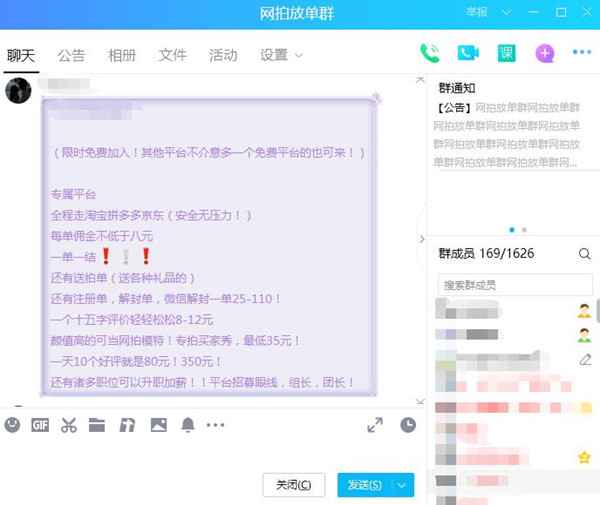 网拍放单群
举报
聊天 公告 相册 文件 活动 设置
课
（限时免费加入！其他平台不介意多一个免费平台的也可来！）
专属平台
全程走淘宝拼多多京东（安全无压力！）
每单佣金不低于八元
一单一结❗❕❗
还有送拍单（送各种礼品的）
还有注册单，解封单，微信解封一单25-110！
一个十五字评价轻轻松松8-12元
颜值高的可当网拍模特！专拍买家秀，最低35元！
一天10个好评就是80元！350元！
还有诸多职位可以升职加薪！！平台招募眼线，组长，团长！
GIF
关闭(C)
发送(S)
群通知
【公告】网拍放单群网拍放单群
网拍放单群网拍放单群网拍放单
群网拍放单群网拍放单群网拍放
单群网拍放单群网拍放单群网...
群成员 169/1626
搜索群成员